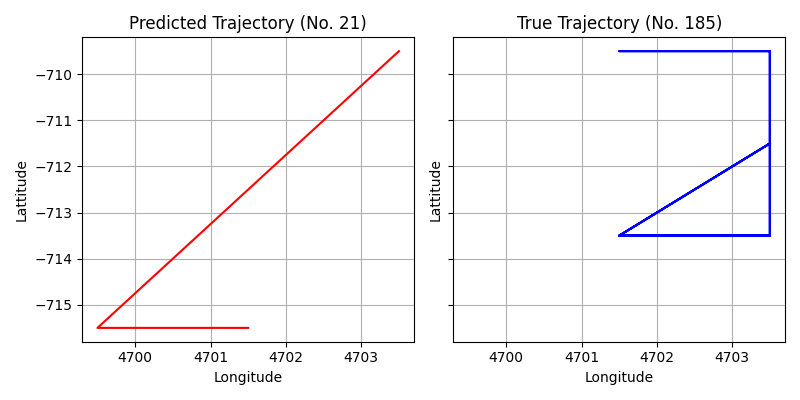 Predicted Trajectory (No. 21)
True Trajectory (No. 185)
−710
−711
−712
−713
−714
−715
Lattitude
Lattitude
4700 4701 4702 4703
4700 4701 4702 4703
Longitude
Longitude